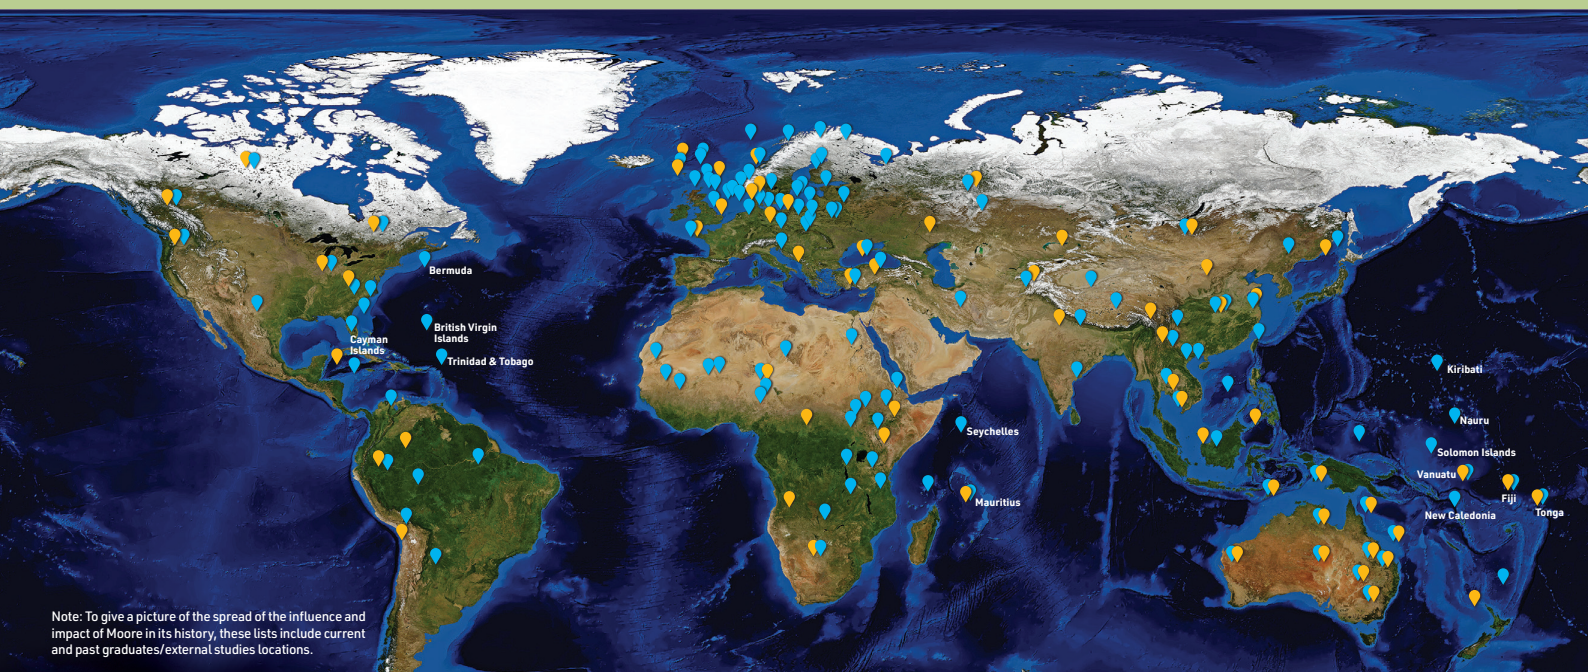 Bermuda
British Virgin
Islands
Cayman
Islands
Trinidad & Tobago
Seychelles
Mauritius
Kiribati
Nauru
Solomon Islands
Vanuatu
Fiji
Tonga
New Caledonia
Note: To give a picture of the spread of the influence and
impact of Moore in its history, these lists include current
and past graduates/external studies locations.